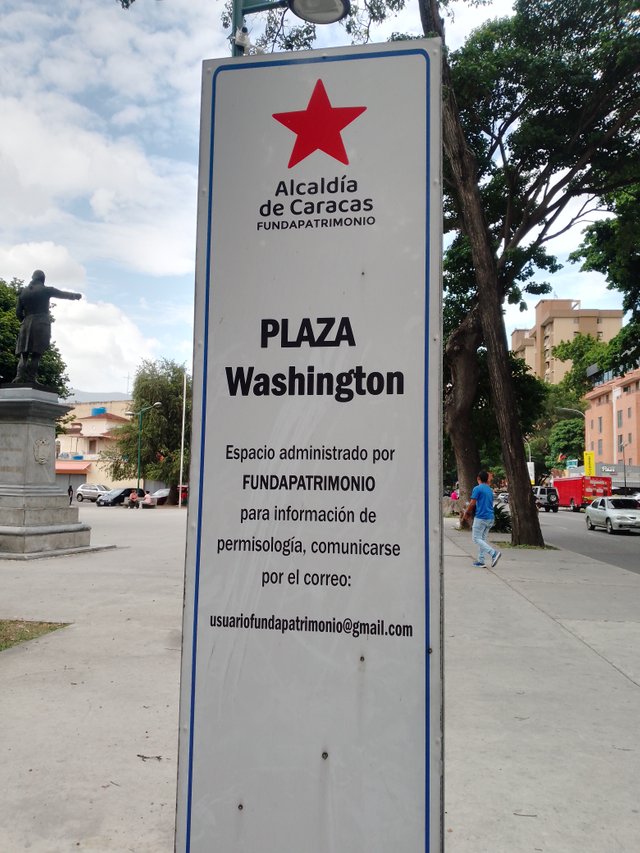 Alcaldía
de Caracas
FUNDAPATRIMONIO
PLAZA
Washington
Espacio administrado por
FUNDAPATRIMONIO
para información de
permisología, comunicarse
por el correo:
usuariofundapatrimonio@gmail.com